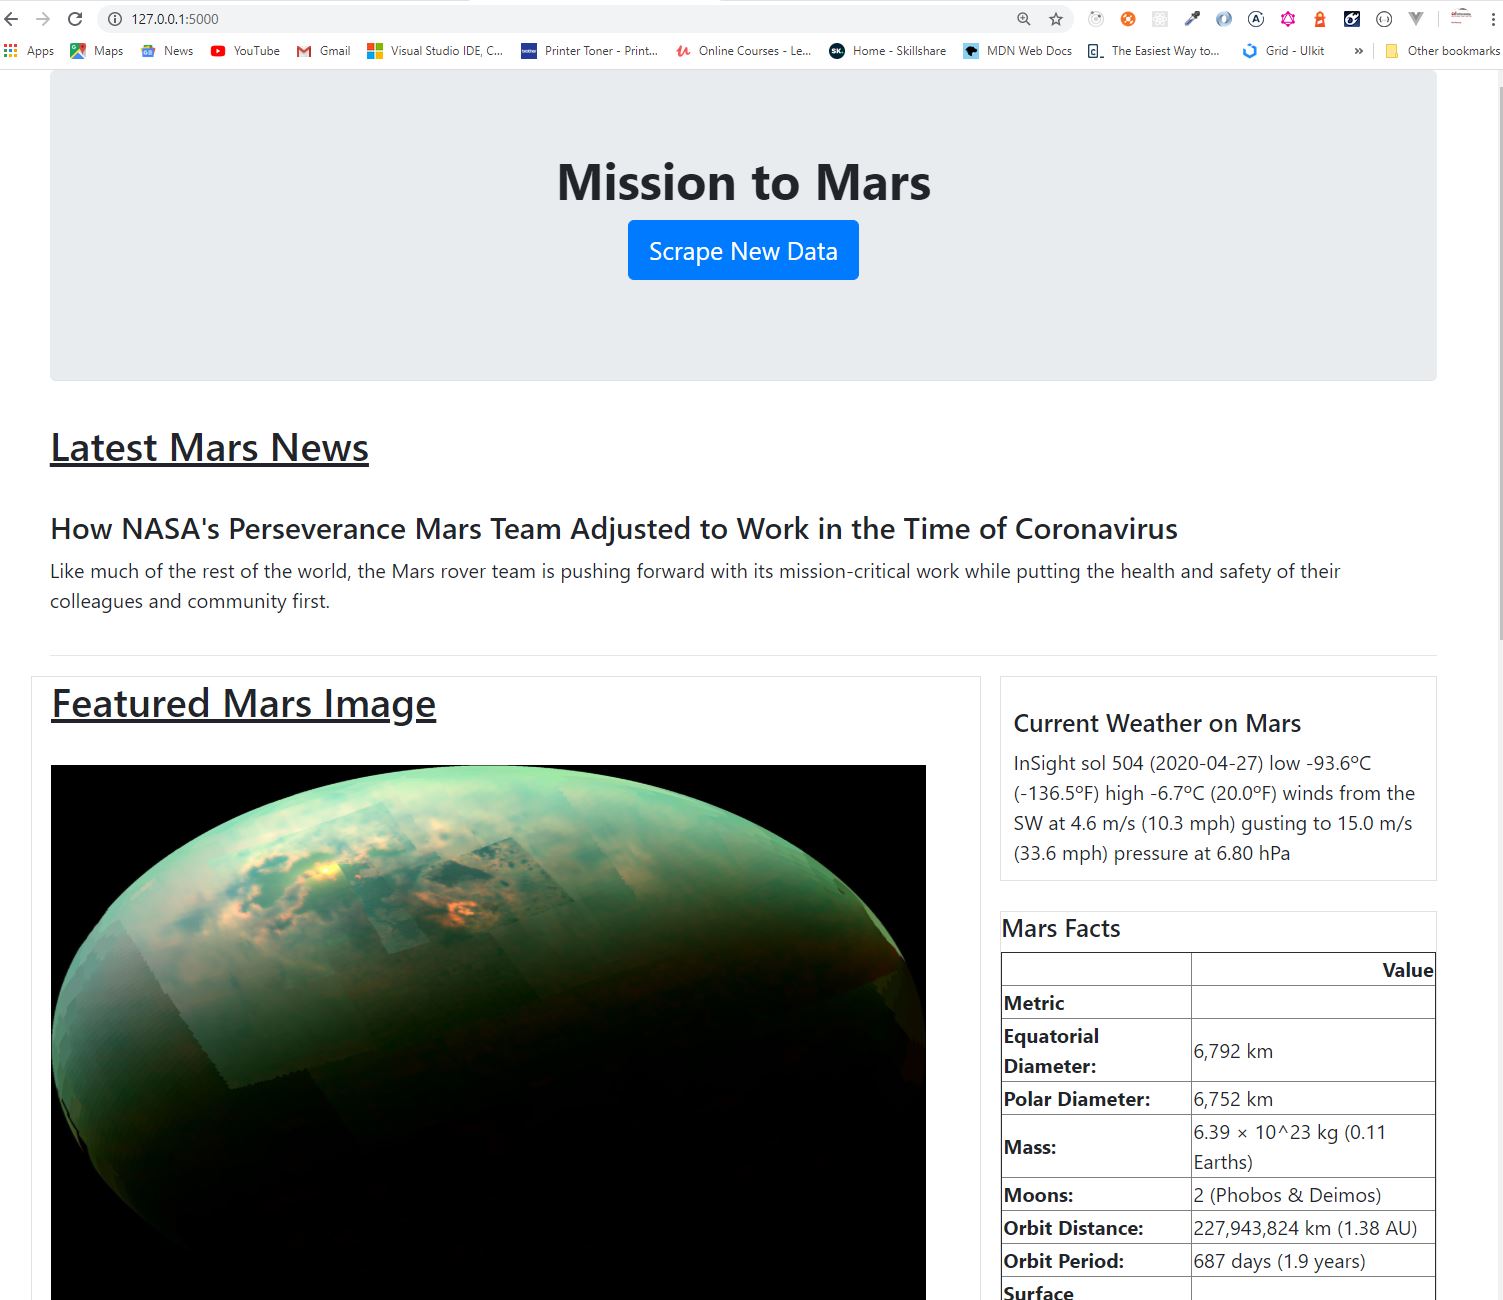 127.0.0.1:5000
Apps Maps News YouTube Gmail Visual Studio IDE, C... Printer Toner - Print... Online Courses - Le... Home - Skillshare MDN Web Docs The Easiest Way to... Grid - UIkit » Other bookmarks
Mission to Mars
Scrape New Data
Latest Mars News
How NASA's Perseverance Mars Team Adjusted to Work in the Time of Coronavirus
Like much of the rest of the world, the Mars rover team is pushing forward with its mission-critical work while putting the health and safety of their
colleagues and community first.
Featured Mars Image
Current Weather on Mars
InSight sol 504 (2020-04-27) low -93.6ºC
(-136.5ºF) high -6.7ºC (20.0ºF) winds from the
SW at 4.6 m/s (10.3 mph) gusting to 15.0 m/s
(33.6 mph) pressure at 6.80 hPa
Mars Facts
Value
Metric
Equatorial
Diameter:
6,792 km
Polar Diameter: 6,752 km
Mass:
6.39 × 10^23 kg (0.11
Earths)
Moons: 2 (Phobos & Deimos)
Orbit Distance: 227,943,824 km (1.38 AU)
Orbit Period: 687 days (1.9 years)
Surface